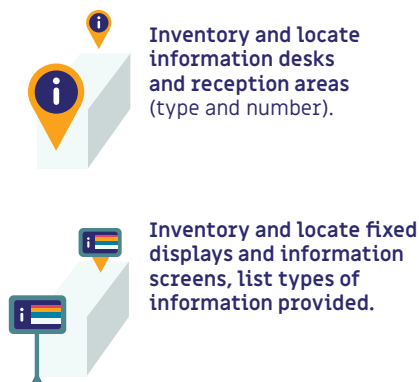 i
Inventory and locate
information desks
and reception areas
i
(type and number).
Inventory and locate fixed
displays and information
i
screens, list types of
information provided.
i